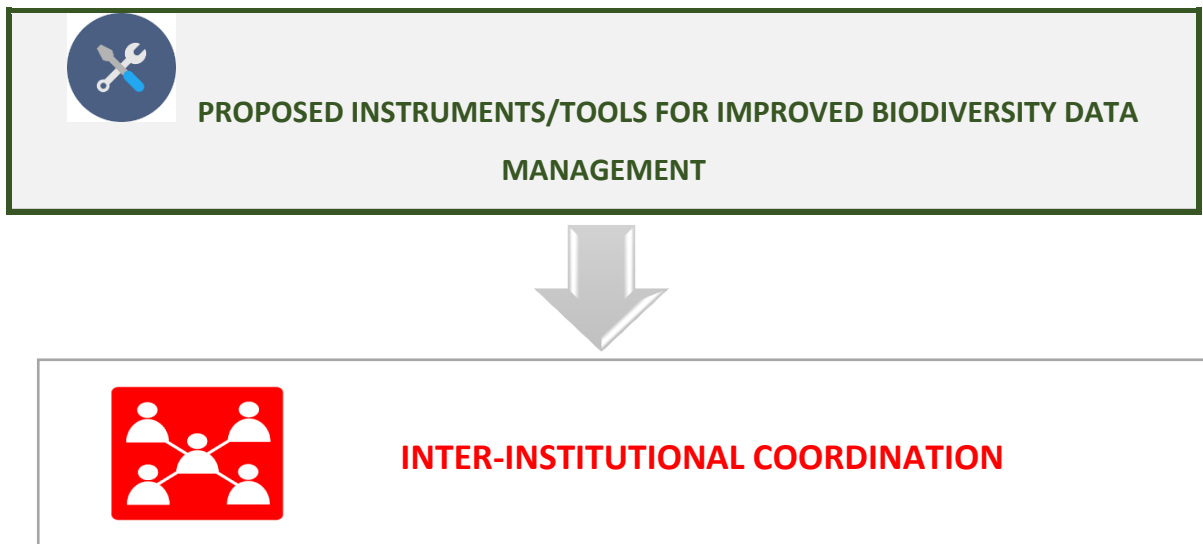 PROPOSED INSTRUMENTS/TOOLS FOR IMPROVED BIODIVERSITY DATA
MANAGEMENT
INTER-INSTITUTIONAL COORDINATION